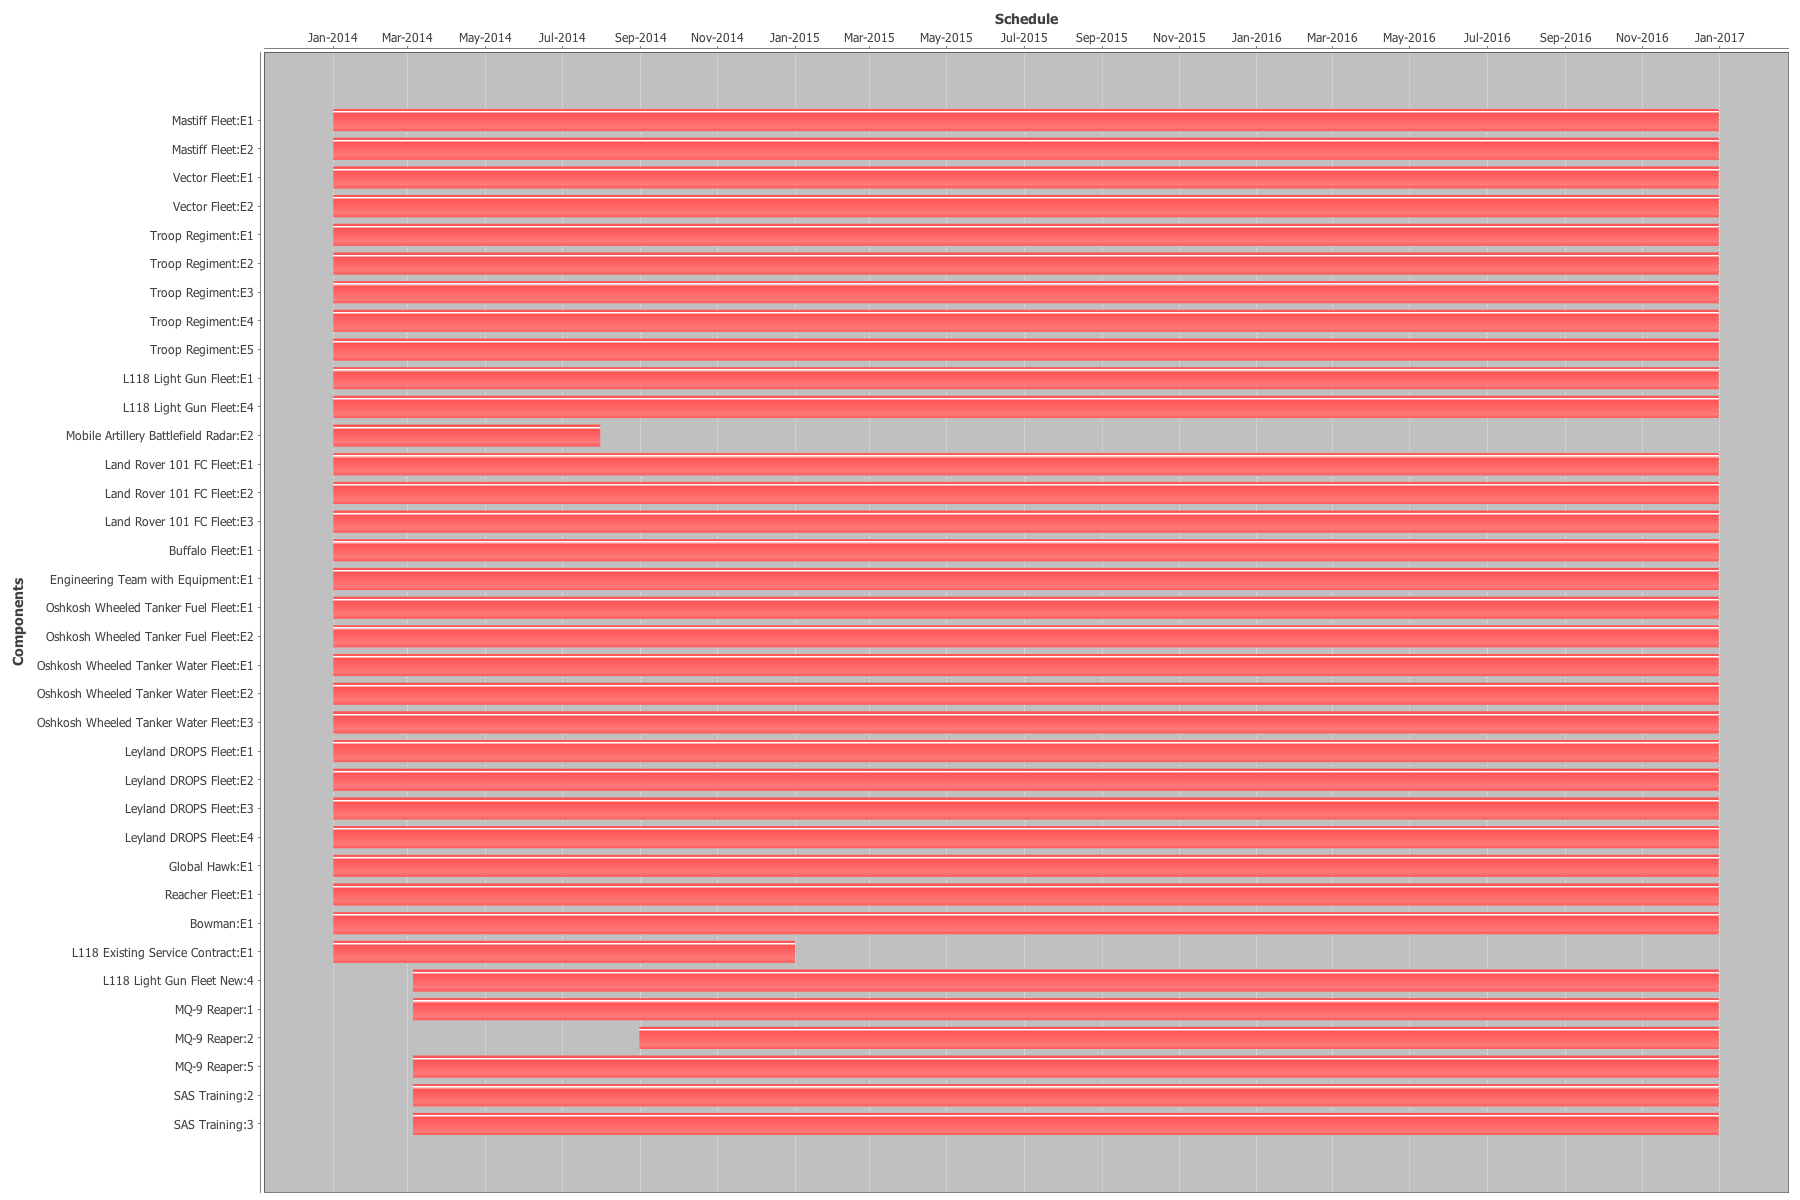 Schedule
Jan-2014 Mar-2014 May-2014 Jul-2014 Sep-2014 Nov-2014 Jan-2015 Mar-2015 May-2015 Jul-2015 Sep-2015 Nov-2015 Jan-2016 Mar-2016 May-2016 Jul-2016 Sep-2016 Nov-2016 Jan-2017
Components
Mastiff Fleet:E1
Mastiff Fleet:E2
Vector Fleet:E1
Vector Fleet:E2
Troop Regiment:E1
Troop Regiment:E2
Troop Regiment:E3
Troop Regiment:E4
Troop Regiment:E5
L118 Light Gun Fleet:E1
L118 Light Gun Fleet:E4
Mobile Artillery Battlefield Radar:E2
Land Rover 101 FC Fleet:E1
Land Rover 101 FC Fleet:E2
Land Rover 101 FC Fleet:E3
Buffalo Fleet:E1
Engineering Team with Equipment:E1
Oshkosh Wheeled Tanker Fuel Fleet:E1
Oshkosh Wheeled Tanker Fuel Fleet:E2
Oshkosh Wheeled Tanker Water Fleet:E1
Oshkosh Wheeled Tanker Water Fleet:E2
Oshkosh Wheeled Tanker Water Fleet:E3
Leyland DROPS Fleet:E1
Leyland DROPS Fleet:E2
Leyland DROPS Fleet:E3
Leyland DROPS Fleet:E4
Global Hawk:E1
Reacher Fleet:E1
Bowman:E1
L118 Existing Service Contract:E1
L118 Light Gun Fleet New:4
MQ-9 Reaper:1
MQ-9 Reaper:2
MQ-9 Reaper:5
SAS Training:2
SAS Training:3